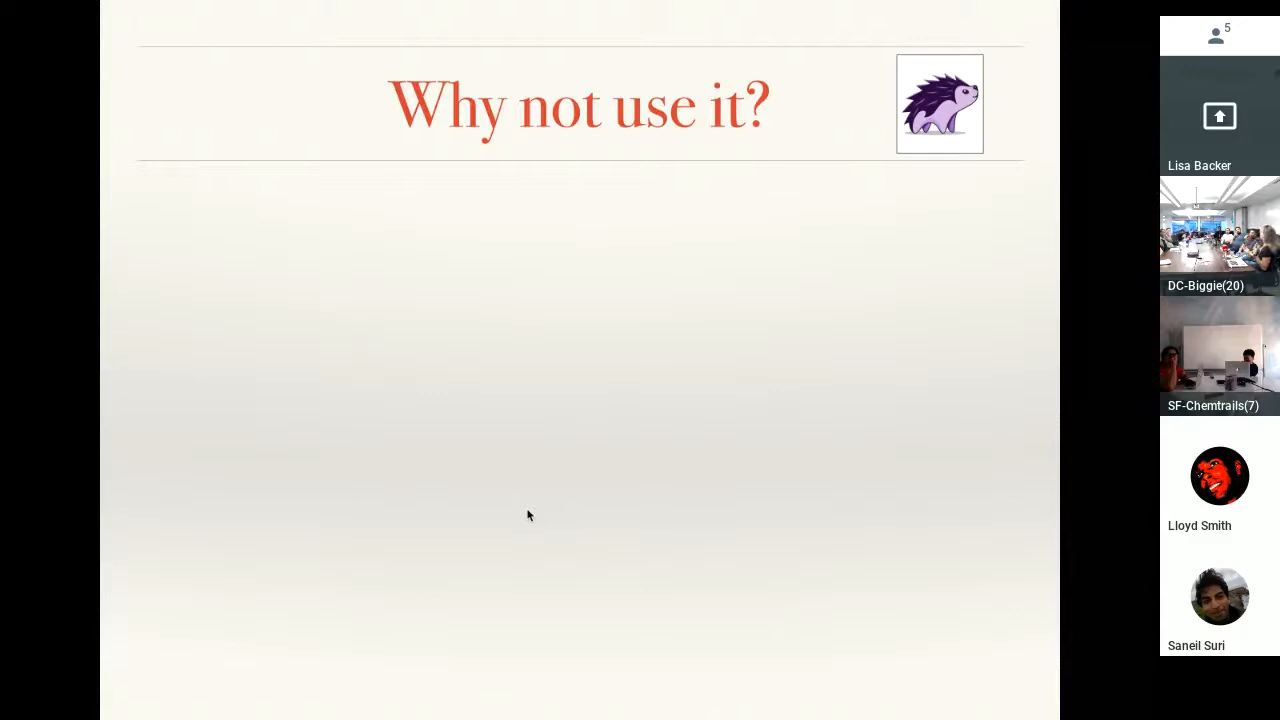 Why not use it?
5
Lisa Backer
DC-Biggie(20)
SF-Chemtrails(7)
Lloyd Smith
Saneil Suri